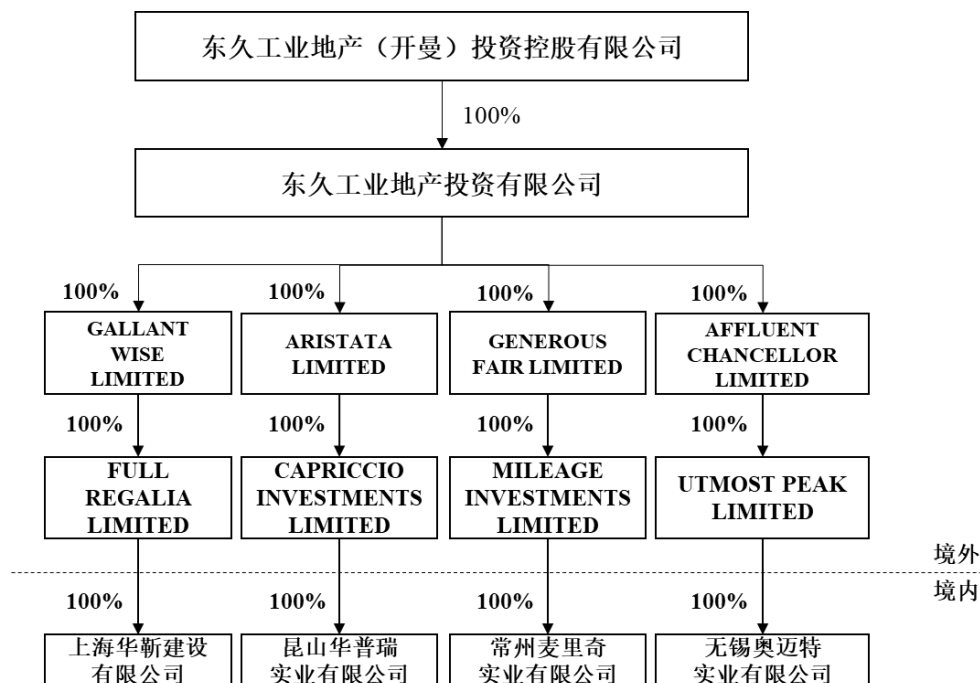 东久工业地产（开曼）投资控股有限公司
100%
东久工业地产投资有限公司
100%
100%
100%
100%
GALLANT
WISE
LIMITED
ARISTATA
LIMITED
GENEROUS
FAIR LIMITED
AFFLUENT
CHANCELLOR
LIMITED
100%
100%
100%
100%
FULL
REGALIA
LIMITED
CAPRICCIO
INVESTMENTS
LIMITED
MILEAGE
INVESTMENTS
LIMITED
UTMOST PEAK
LIMITED
境外
境内
100%
100%
100%
100%
上海华靳建设
有限公司
昆山华普瑞
实业有限公司
常州麦里奇
实业有限公司
无锡奥迈特
实业有限公司